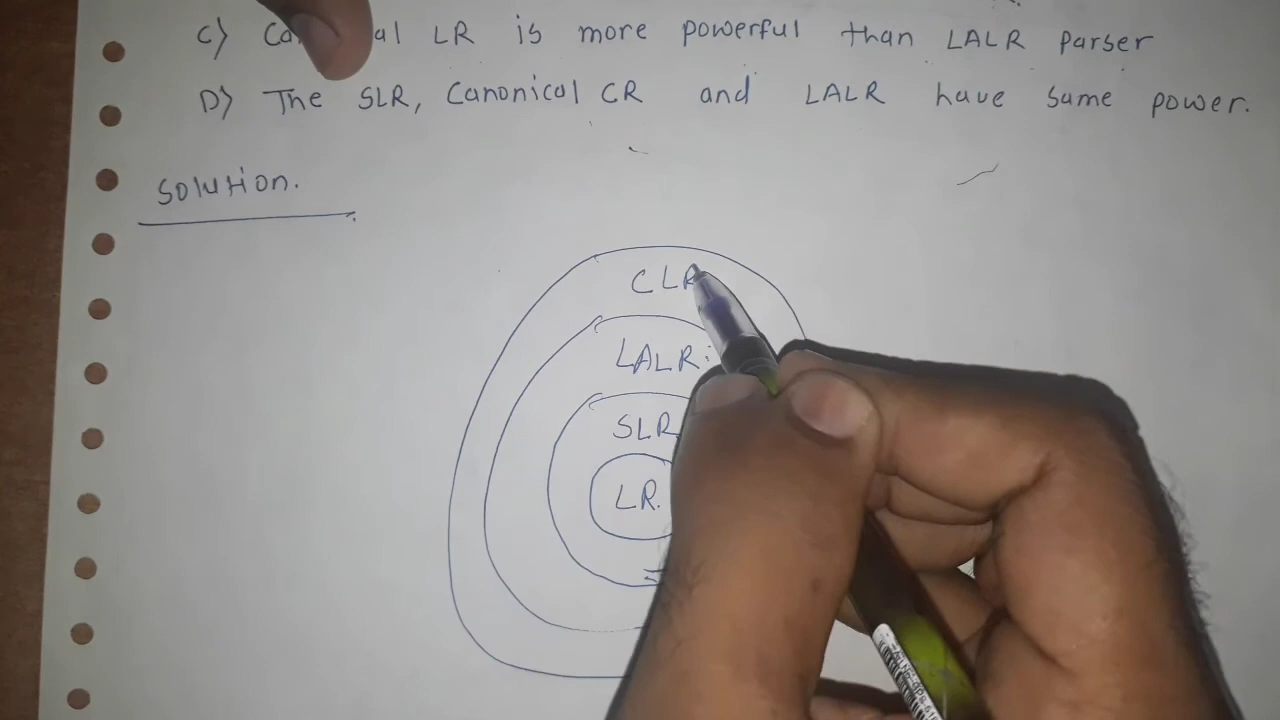 C) al LR is more powerful than LALR parser
D) The SLR, Canonical CR and LALR have same power.
Solution.
CLR
LALR
SLR
LR.